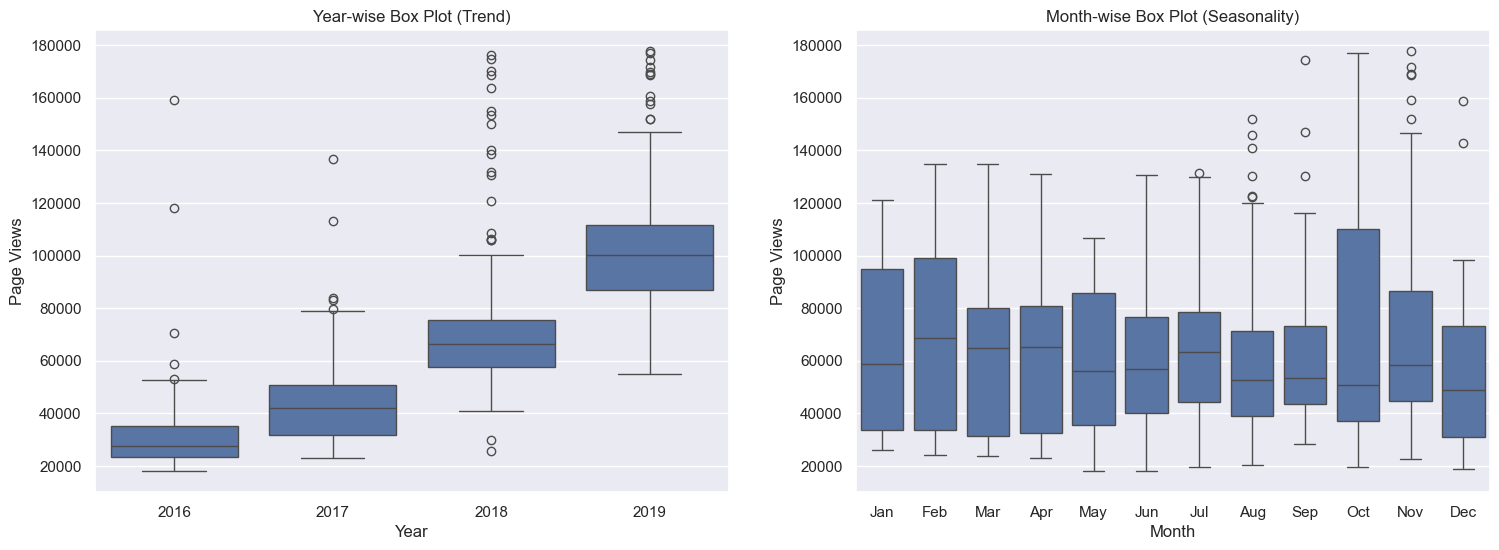 Year-wise Box Plot (Trend)
180000
160000
140000
120000
100000
80000
60000
40000
20000
Page Views
2016 2017 2018 2019
Year
Month-wise Box Plot (Seasonality)
180000
160000
140000
120000
100000
80000
60000
40000
20000
Page Views
Jan Feb Mar Apr May Jun Jul Aug Sep Oct Nov Dec
Month